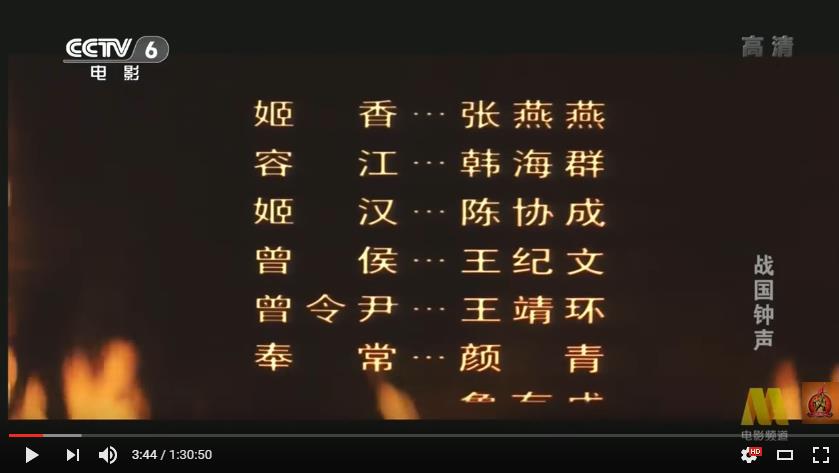 CCTV 6
电影
高清
姬 香…张燕燕
容 江…韩海群
姬 汉…陈协成
曾 侯…王纪文
曾令尹…王靖环
奉 常…颜 青
战国钟声
电影频道
3:44 / 1:30:50
HD